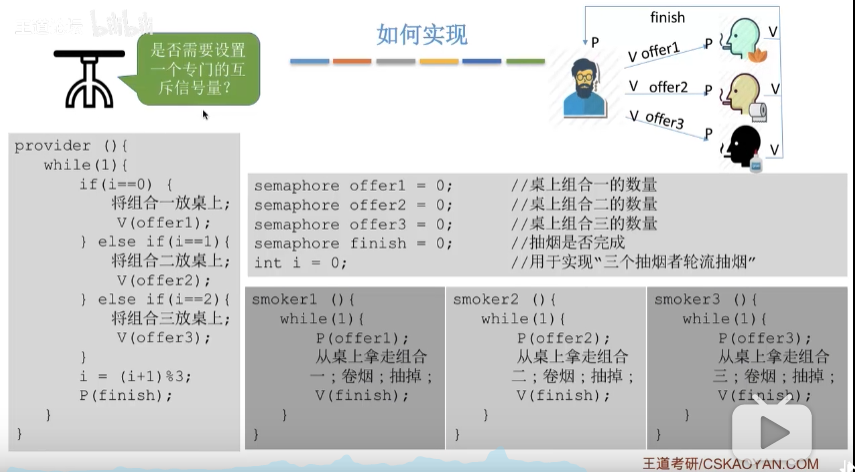 如何实现
是否需要设置
一个专门的互
斥信号量？
finish
P
V offer1 P
V
V offer2 P
V
V offer3
P
V
provider (){
while(1){
if(i==0) {
将组合一放桌上;
V(offer1);
} else if(i==1){
将组合二放桌上;
V(offer2);
} else if(i==2){
将组合三放桌上;
V(offer3);
}
i = (i+1)%3;
P(finish);
}
}
semaphore offer1 = 0; //桌上组合一的数量
semaphore offer2 = 0; //桌上组合二的数量
semaphore offer3 = 0; //桌上组合三的数量
semaphore finish = 0; //抽烟是否完成
int i = 0; //用于实现“三个抽烟者轮流抽烟”
smoker1 (){
while(1){
P(offer1);
从桌上拿走组合
一；卷烟；抽掉；
V(finish);
}
}
smoker2 (){
while(1){
P(offer2);
从桌上拿走组合
二；卷烟；抽掉；
V(finish);
}
}
smoker3 (){
while(1){
P(offer3);
从桌上拿走组合
三；卷烟；抽掉；
V(finish);
}
}
王道考研/CSKAOYAN.COM